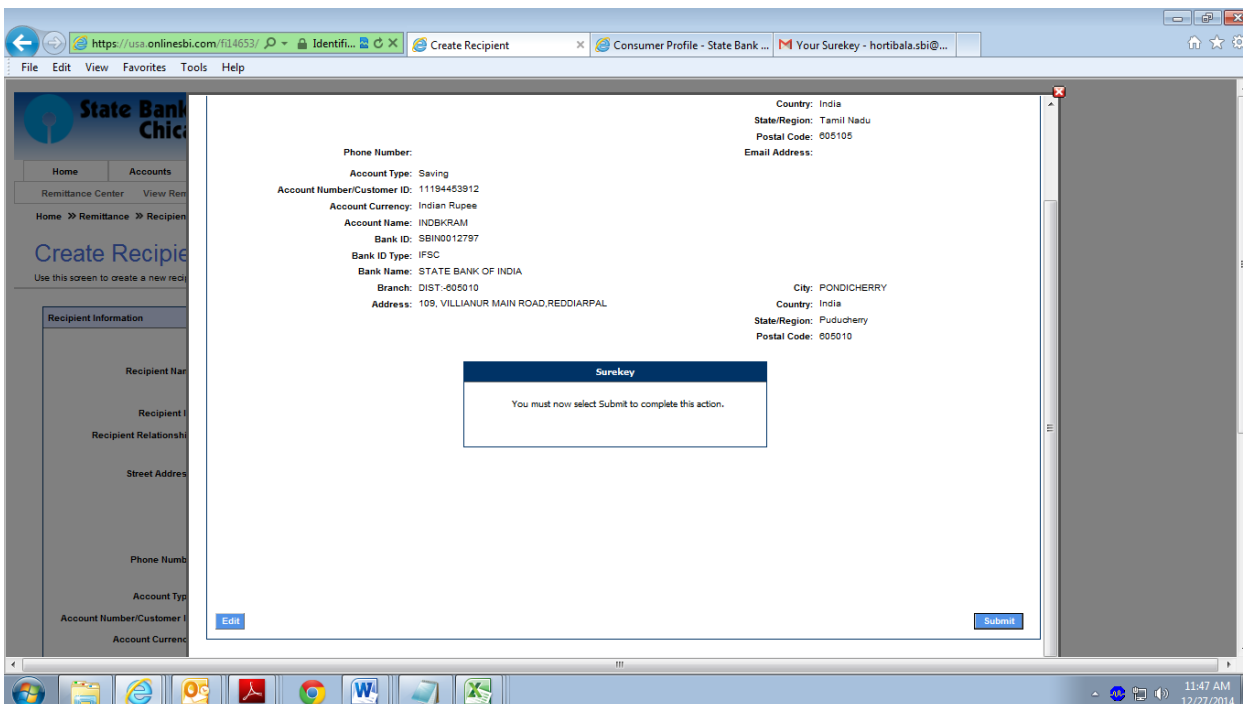 https://usa.onlinesbi.com/fi14653/ Identifi... Create Recipient Consumer Profile - State Bank ... Your Surekey - hortibala.sbi@...
File Edit View Favorites Tools Help
State Bank
Chica
Home Accounts
Remittance Center View Rem
Home » Remittance » Recipien
Create Recipie
Use this screen to create a new recip
Recipient Information
Recipient Nam
Recipient I
Recipient Relationshi
Street Addres
Phone Numb
Account Typ
Account Number/Customer I
Account Currenc
Country: India
State/Region: Tamil Nadu
Postal Code: 605105
Phone Number: Email Address:
Account Type: Saving
Account Number/Customer ID: 11194453912
Account Currency: Indian Rupee
Account Name: INDBKRAM
Bank ID: SBIN0012797
Bank ID Type: IFSC
Bank Name: STATE BANK OF INDIA
Branch: DIST:-605010 City: PONDICHERRY
Address: 109, VILLIANUR MAIN ROAD,REDDIARPAL Country: India
State/Region: Puducherry
Postal Code: 605010
Surekey
You must now select Submit to complete this action.
Edit Submit
11:47 AM
12/27/2014